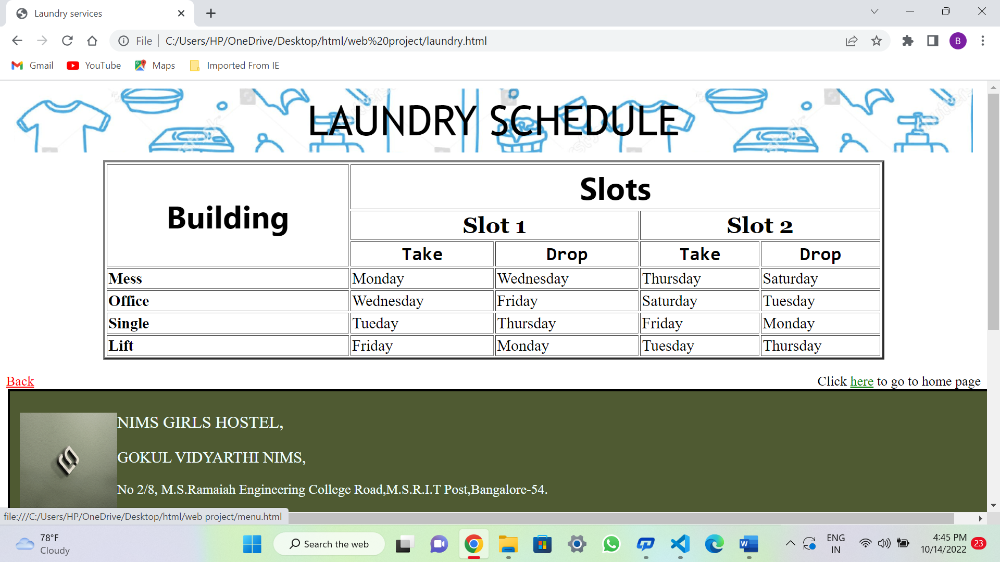 Laundry services
File C:/Users/HP/OneDrive/Desktop/html/web%20project/laundry.html B
Gmail YouTube Maps Imported From IE
LAUNDRY SCHEDULE
Building Slots
Slot 1 Slot 2
Take Drop Take Drop
Mess Monday Wednesday Thursday Saturday
Office Wednesday Friday Saturday Tuesday
Single Tueday Thursday Friday Monday
Lift Friday Monday Tuesday Thursday
Back Click here to go to home page
NIMS GIRLS HOSTEL,
GOKUL VIDYARTHI NIMS,
No 2/8, M.S.Ramaiah Engineering College Road,M.S.R.I.T Post,Bangalore-54.
file:///C:/Users/HP/OneDrive/Desktop/html/web project/menu.html
78°F
Cloudy
Search the web
W
ENG
IN
4:45 PM
10/14/2022
23